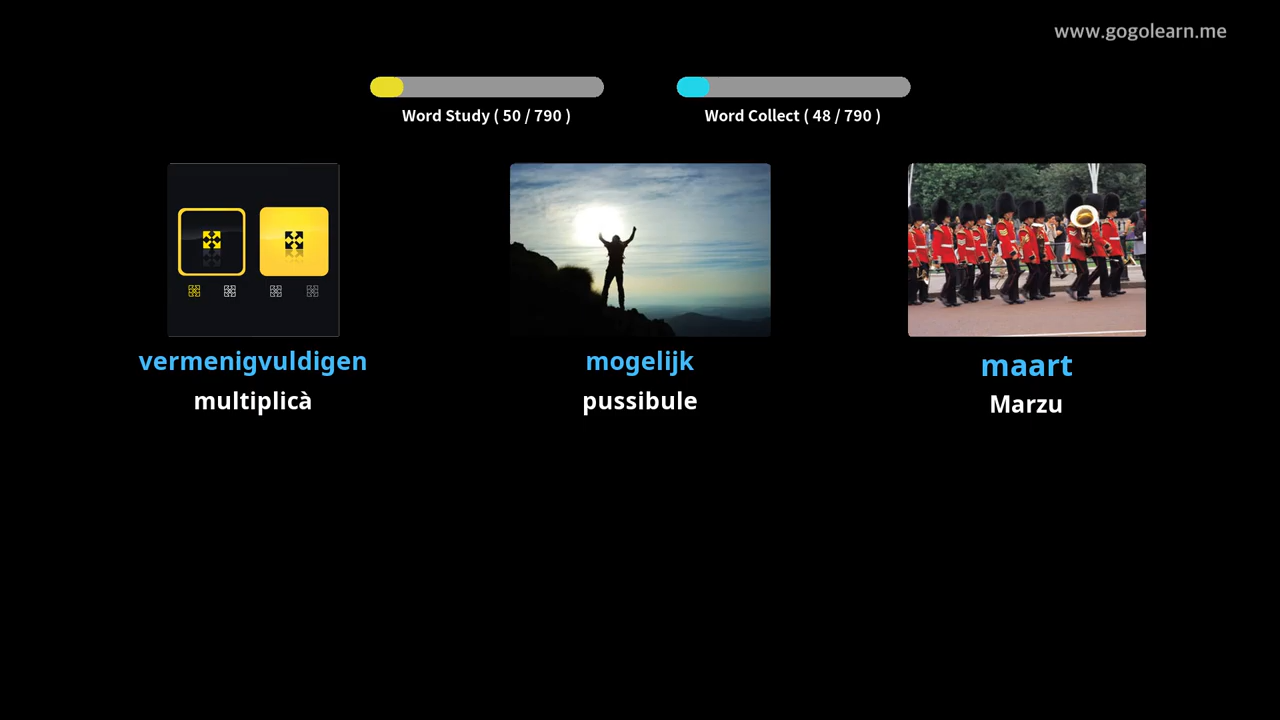 www.gogolearn.me
Word Study ( 50 / 790 )
Word Collect ( 48 / 790 )
vermenigvuldigen
multiplicà
mogelijk
pussibule
maart
Marzu